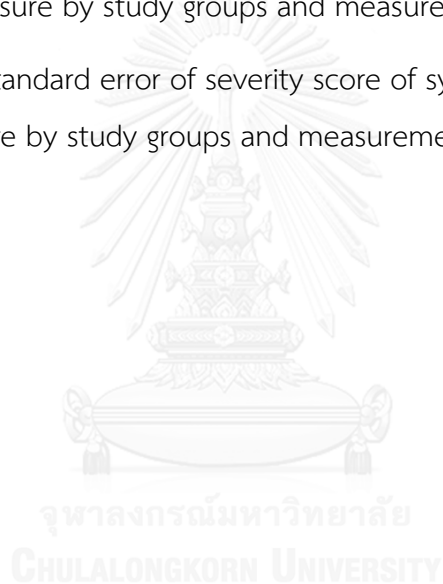 sure by study groups and measure
tandard error of severity score of sy
e by study groups and measureme
จุฬาลงกรณ์มหาวิทยาลัย
CHULALONGKORN UNIVERSITY